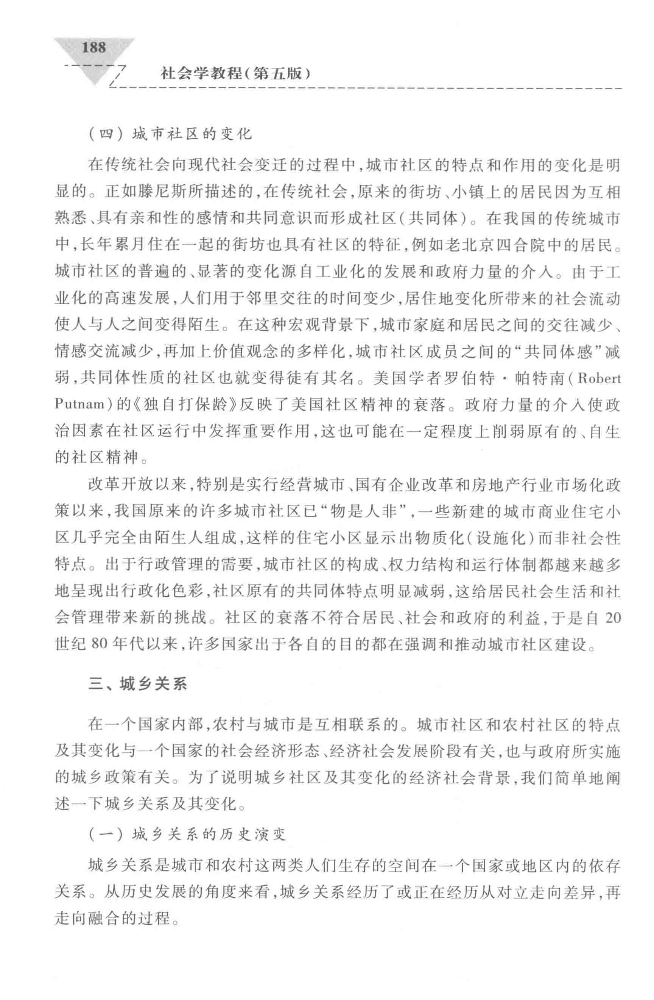 188
社会学教程(第五版)
(四) 城市社区的变化
在传统社会向现代社会变迁的过程中,城市社区的特点和作用的变化是明
显的。正如滕尼斯所描述的,在传统社会,原来的街坊、小镇上的居民因为互相
熟悉、具有亲和性的感情和共同意识而形成社区(共同体)。在我国的传统城市
中,长年累月住在一起的街坊也具有社区的特征,例如老北京四合院中的居民。
城市社区的普遍的、显著的变化源自工业化的发展和政府力量的介入。由于工
业化的高速发展,人们用于邻里交往的时间变少,居住地变化所带来的社会流动
使人与人之间变得陌生。在这种宏观背景下,城市家庭和居民之间的交往减少、
情感交流减少,再加上价值观念的多样化,城市社区成员之间的“共同体感”减
弱,共同体性质的社区也就变得徒有其名。美国学者罗伯特·帕特南(Robert
Putnam)的《独自打保龄》反映了美国社区精神的衰落。政府力量的介入使政
治因素在社区运行中发挥重要作用,这也可能在一定程度上削弱原有的、自生
的社区精神。
改革开放以来,特别是实行经营城市、国有企业改革和房地产行业市场化政
策以来,我国原来的许多城市社区已“物是人非”,一些新建的城市商业住宅小
区几乎完全由陌生人组成,这样的住宅小区显示出物质化(设施化)而非社会性
特点。出于行政管理的需要,城市社区的构成、权力结构和运行体制都越来越多
地呈现出行政化色彩,社区原有的共同体特点明显减弱,这给居民社会生活和社
会管理带来新的挑战。社区的衰落不符合居民、社会和政府的利益,于是自 20
世纪 80 年代以来,许多国家出于各自的目的都在强调和推动城市社区建设。
三、城乡关系
在一个国家内部,农村与城市是互相联系的。城市社区和农村社区的特点
及其变化与一个国家的社会经济形态、经济社会发展阶段有关,也与政府所实施
的城乡政策有关。为了说明城乡社区及其变化的经济社会背景,我们简单地阐
述一下城乡关系及其变化。
(一) 城乡关系的历史演变
城乡关系是城市和农村这两类人们生存的空间在一个国家或地区内的依存
关系。从历史发展的角度来看,城乡关系经历了或正在经历从对立走向差异,再
走向融合的过程。